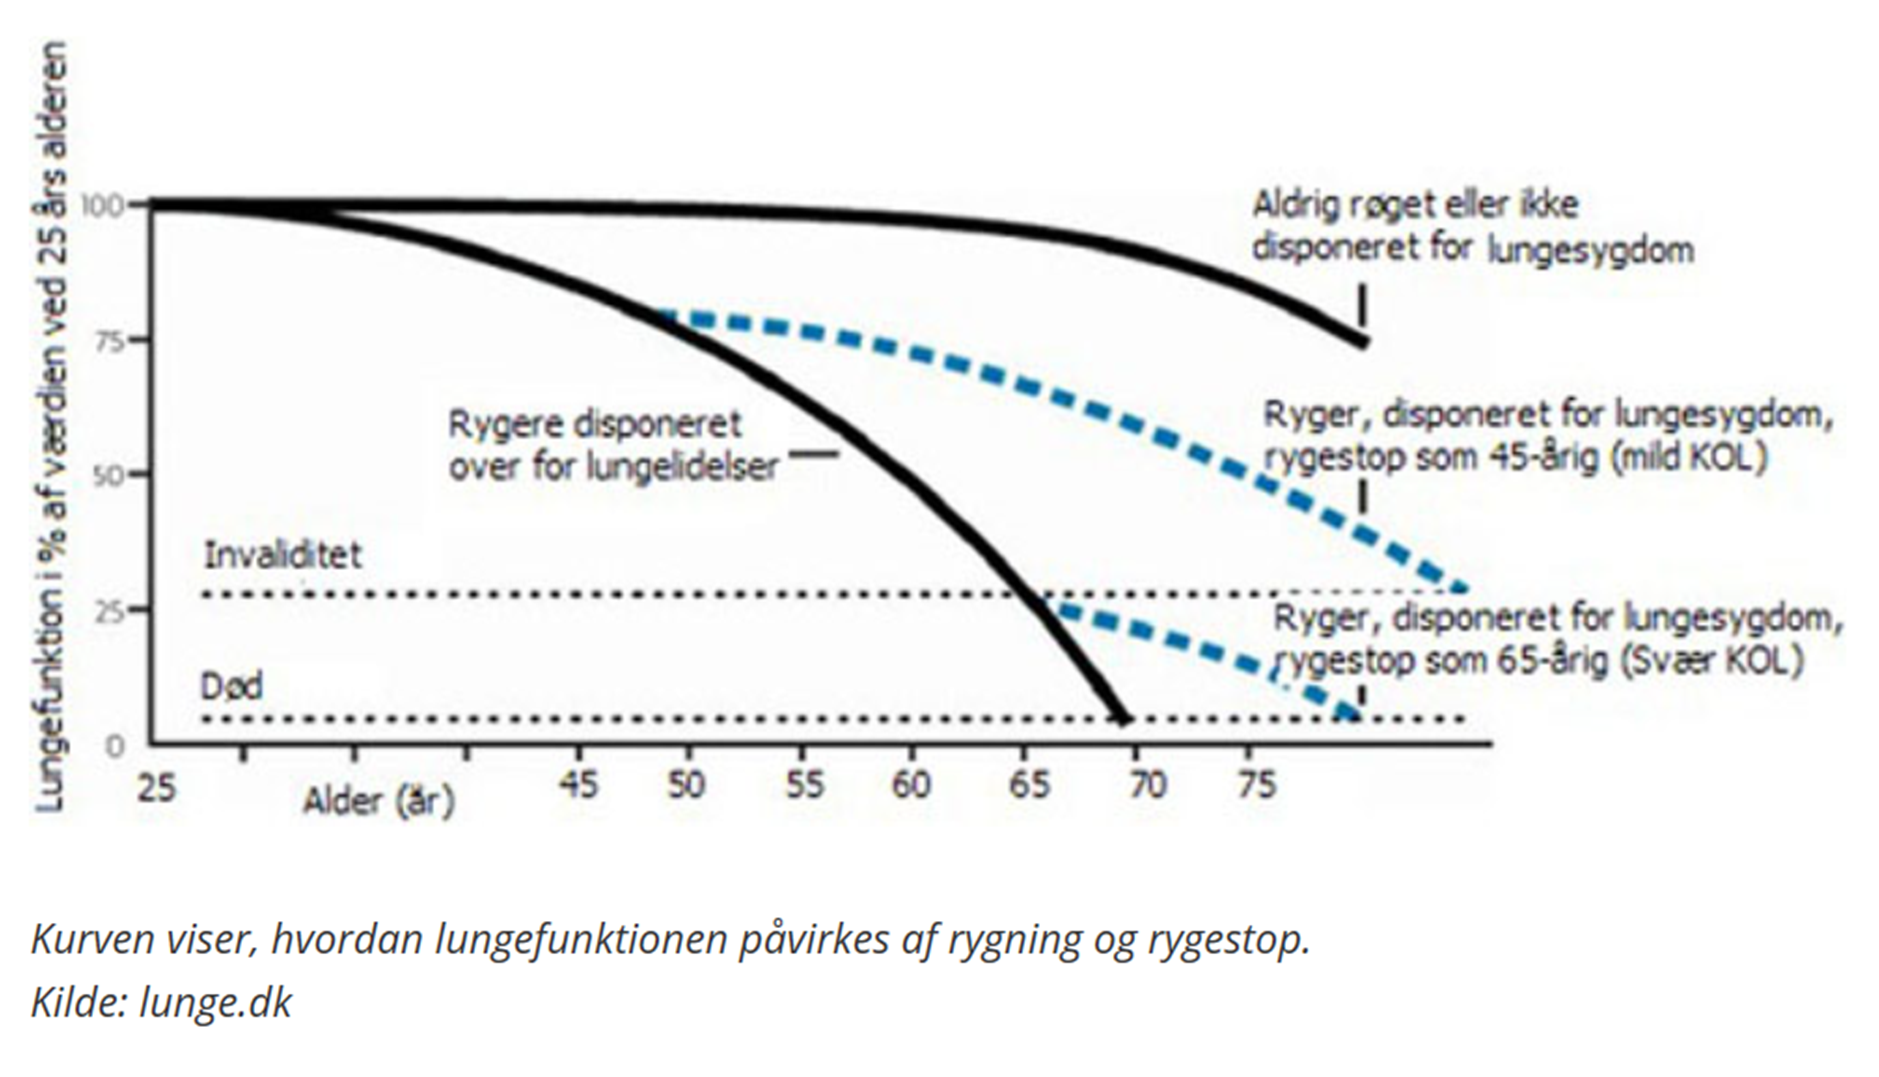 Lungefunktion i % af værdien ved 25 års alderen
100
75
50
25
0
Aldrig røget eller ikke
disponeret for lungesygdom
Ryger, disponeret for lungesygdom,
rygestop som 45-årig (mild KOL)
Rygere disponeret
over for lungelidelser
Invaliditet
Ryger, disponeret for lungesygdom,
rygestop som 65-årig (Svær KOL)
Død
25 45 50 55 60 65 70 75
Alder (år)
Kurven viser, hvordan lungefunktionen påvirkes af rygning og rygestop.
Kilde: lunge.dk